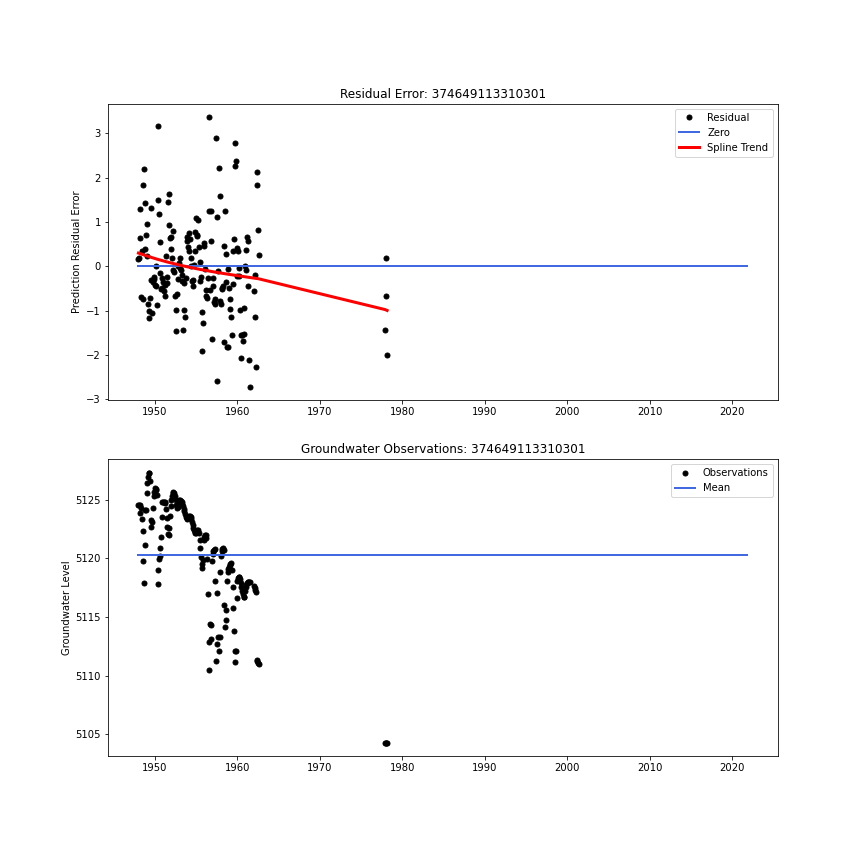 Residual Error: 374649113310301
Prediction Residual Error
3
2
1
0
−1
−2
−3
Residual
Zero
Spline Trend
1950 1960 1970 1980 1990 2000 2010 2020
Groundwater Observations: 374649113310301
Groundwater Level
5125
5120
5115
5110
5105
Observations
Mean
1950 1960 1970 1980 1990 2000 2010 2020